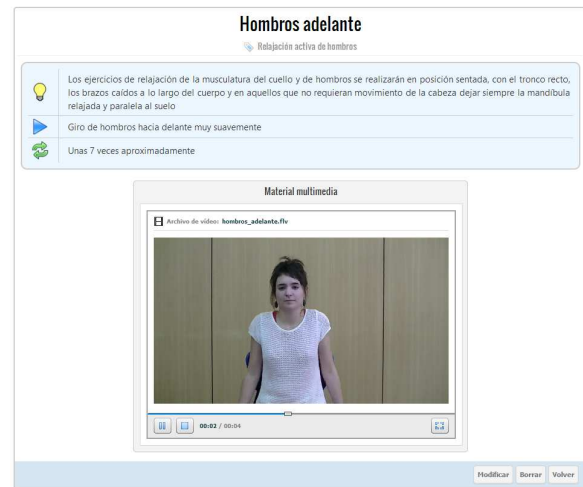 Hombros adelante
Relajación activa de hombros
Los ejercicios de relajación de la musculatura del cuello y de hombros se realizarán en posición sentada, con el tronco recto,
los brazos caídos a lo largo del cuerpo y en aquellos que no requieran movimiento de la cabeza dejar siempre la mandíbula
relajada y paralela al suelo
Giro de hombros hacia delante muy suavemente
Unas 7 veces aproximadamente
Material multimedia
Archivo de vídeo: hombros_adelante.flv
00:02 / 00:04
Modificar Borrar Volver